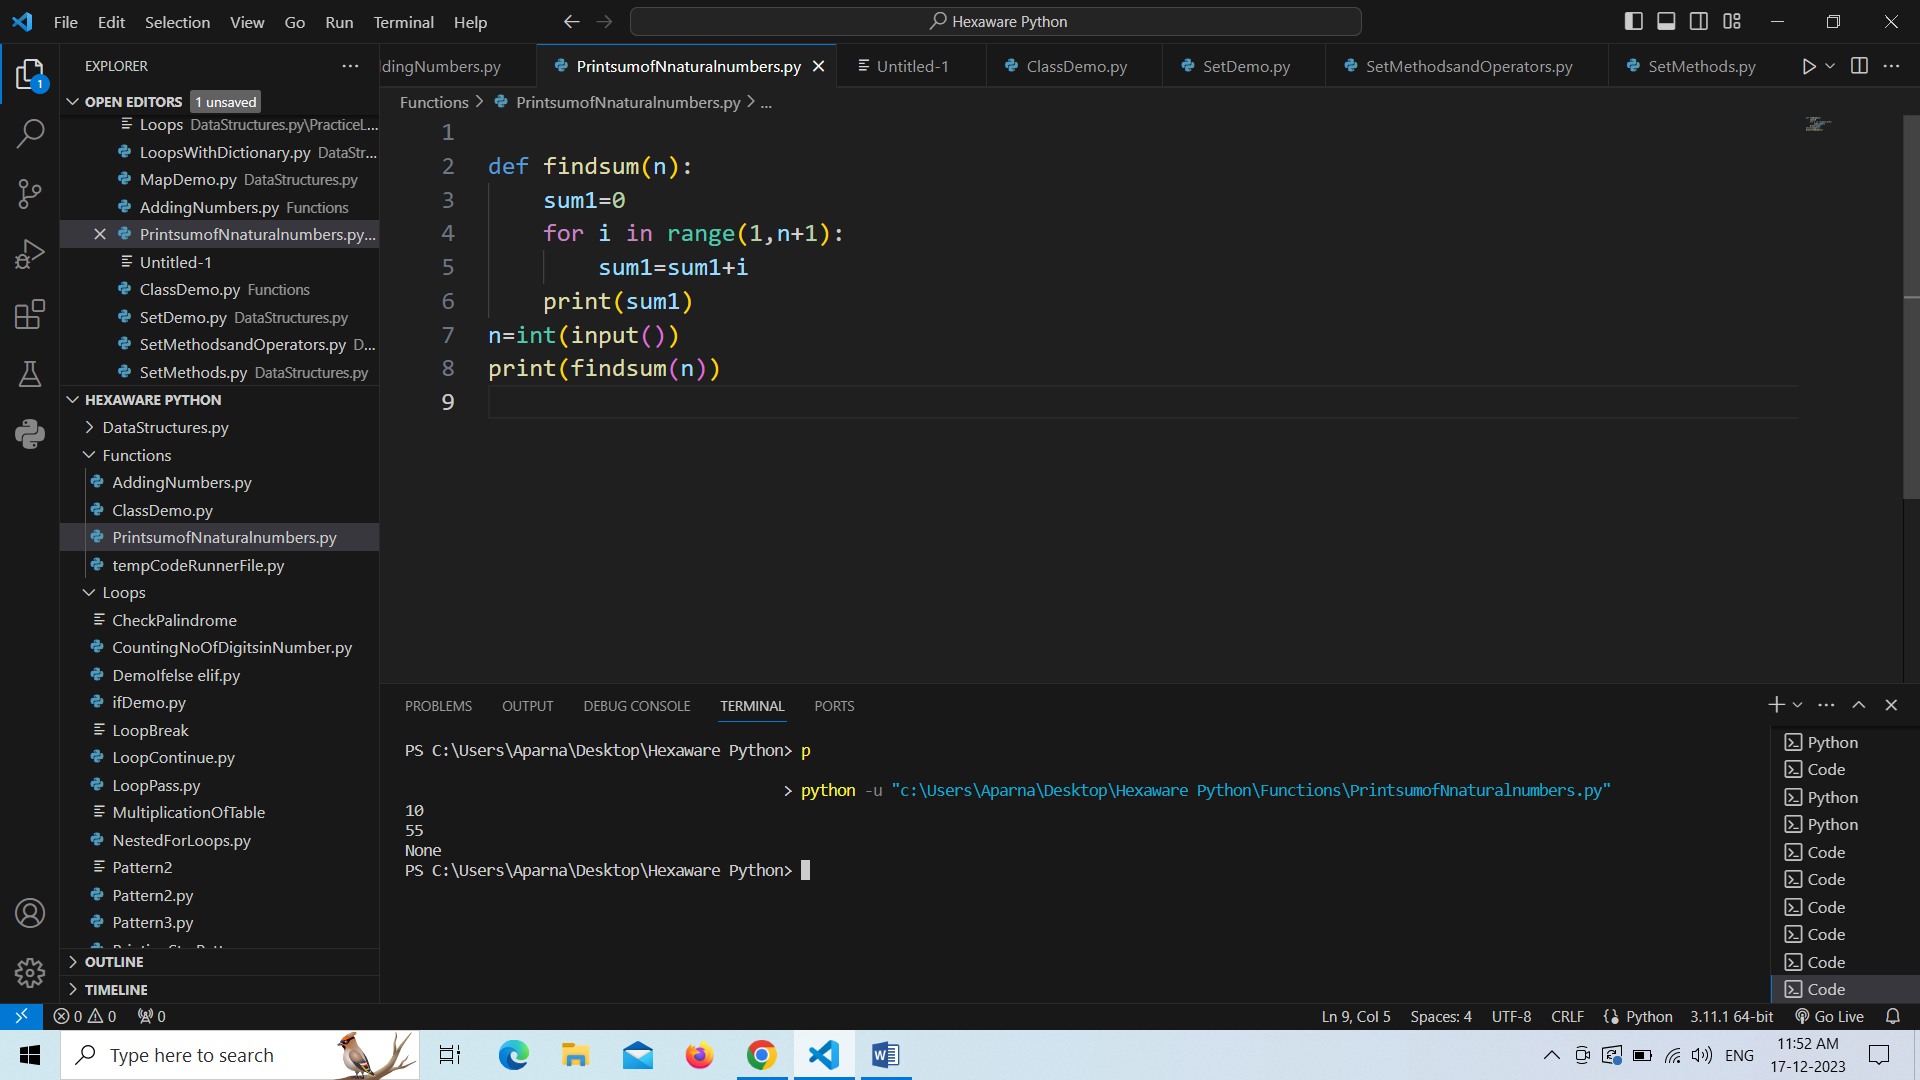 File Edit Selection View Go Run Terminal Help
Hexaware Python
EXPLORER
OPEN EDITORS 1 unsaved
Loops DataStructures.py\PracticeL...
LoopsWithDictionary.py DataStr...
MapDemo.py DataStructures.py
AddingNumbers.py Functions
PrintsumofNnaturalnumbers.py...
Untitled-1
ClassDemo.py Functions
SetDemo.py DataStructures.py
SetMethodsandOperators.py D...
SetMethods.py DataStructures.py
HEXAWARE PYTHON
DataStructures.py
Functions
AddingNumbers.py
ClassDemo.py
PrintsumofNnaturalnumbers.py
tempCodeRunnerFile.py
Loops
CheckPalindrome
CountingNoOfDigitsinNumber.py
DemoIfelse elif.py
ifDemo.py
LoopBreak
LoopContinue.py
LoopPass.py
MultiplicationOfTable
NestedForLoops.py
Pattern2
Pattern2.py
Pattern3.py
OUTLINE
TIMELINE
dingNumbers.py PrintsumofNnaturalnumbers.py Untitled-1 ClassDemo.py SetDemo.py SetMethodsandOperators.py SetMethods.py
Functions > PrintsumofNnaturalnumbers.py > ...
1
2 def findsum(n):
3 sum1=0
4 for i in range(1,n+1):
5 sum1=sum1+i
6 print(sum1)
7 n=int(input())
8 print(findsum(n))
9
PROBLEMS OUTPUT DEBUG CONSOLE TERMINAL PORTS
PS C:\Users\Aparna\Desktop\Hexaware Python> p
> python -u "c:\Users\Aparna\Desktop\Hexaware Python\Functions\PrintsumofNnaturalnumbers.py"
10
55
None
PS C:\Users\Aparna\Desktop\Hexaware Python>
Python
Code
Python
Python
Code
Code
Code
Code
Code
Code
1
0 0 0 Ln 9, Col 5 Spaces: 4 UTF-8 CRLF Python 3.11.1 64-bit Go Live
Type here to search
ENG
11:52 AM
17-12-2023